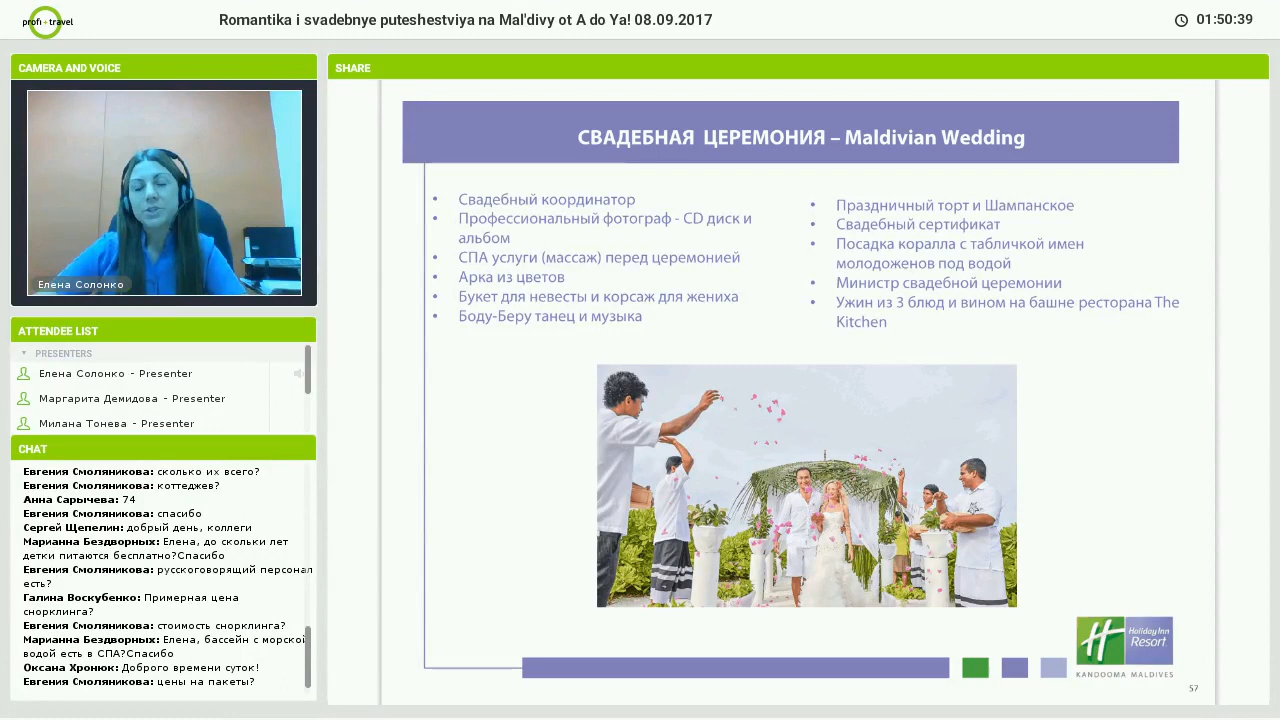 profi travel
Romantika i svadebnye puteshestviya na Mal'divy ot A do Ya! 08.09.2017
01:50:39
CAMERA AND VOICE
Елена Солонко
ATTENDEE LIST
PRESENTERS
Елена Солонко - Presenter
Маргарита Демидова - Presenter
Милана Тонева - Presenter
CHAT
Евгения Смоляникова: сколько их всего?
Евгения Смоляникова: коттеджев?
Анна Сарычева: 74
Евгения Смоляникова: спасибо
Сергей Щепелин: добрый день, коллеги
Марианна Бездворных: Елена, до скольки лет
детки питаются бесплатно?Спасибо
Евгения Смоляникова: русскоговорящий персонал
есть?
Галина Воскубенко: Примерная цена
снорклинга?
Евгения Смоляникова: стоимость снорклинга?
Марианна Бездворных: Елена, бассейн с морской
водой есть в СПА?Спасибо
Оксана Хронюк: Доброго времени суток!
Евгения Смоляникова: цены на пакеты?
SHARE
СВАДЕБНАЯ ЦЕРЕМОНИЯ – Maldivian Wedding
• Свадебный координатор
• Профессиональный фотограф - CD диск и
альбом
• СПА услуги (массаж) перед церемонией
• Арка из цветов
• Букет для невесты и корсаж для жениха
• Боду-Беру танец и музыка
• Праздничный торт и Шампанское
• Свадебный сертификат
• Посадка коралла с табличкой имен
молодоженов под водой
• Министр свадебной церемонии
• Ужин из 3 блюд и вином на башне ресторана The
Kitchen
H
Holiday Inn
Resort
KANDOOMA MALDIVES
57